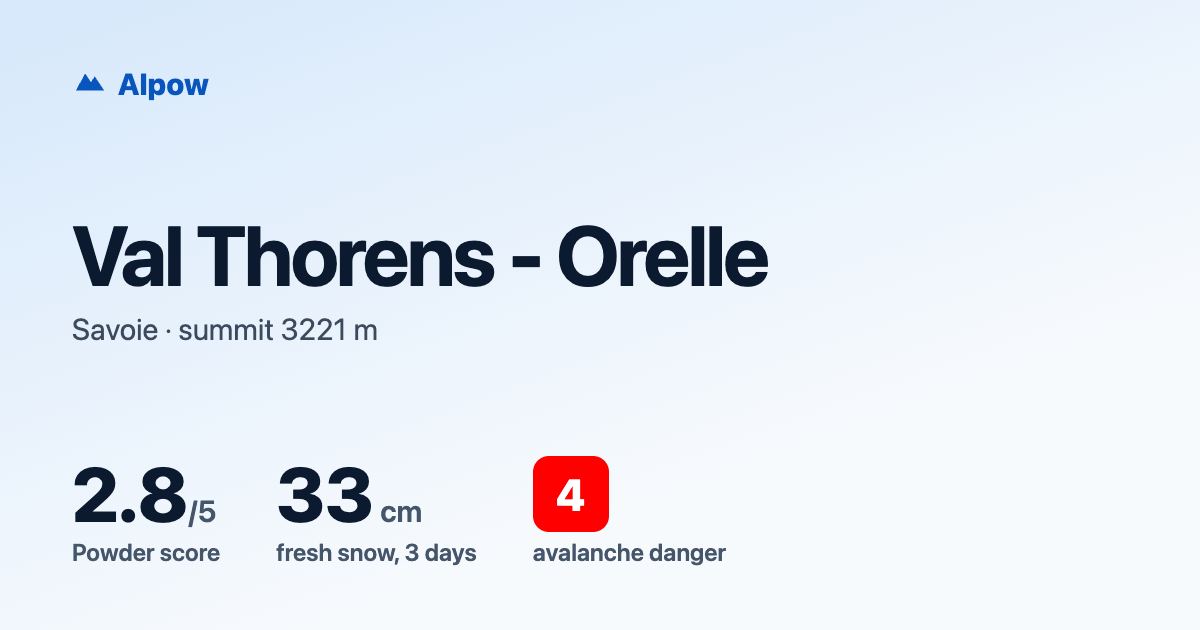 Alpow
Val Thorens - Orelle
Savoie · summit 3221 m
2.8/5
Powder score
33 cm
fresh snow, 3 days
4
avalanche danger